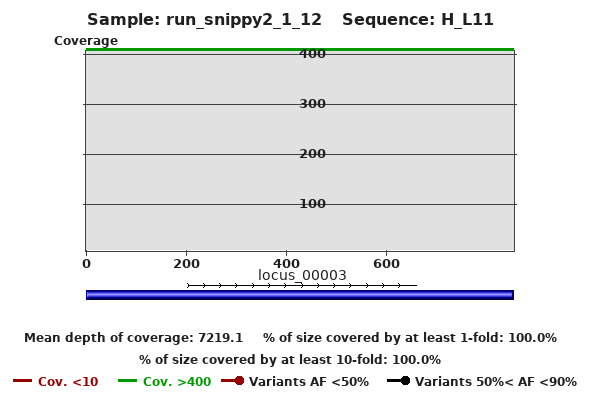 Sample: run_snippy2_1_12 Sequence: H_L11
Coverage
400
300
200
100
0 200 400 600
locus_00003
Mean depth of coverage: 7219.1 % of size covered by at least 1-fold: 100.0%
% of size covered by at least 10-fold: 100.0%
Cov. <10 Cov. >400 Variants AF <50% Variants 50%< AF <90%